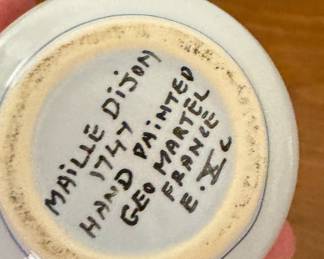 MAILLE DIJON
1747
HAND PAINTED
GEO MARTEL
FRANCE
E. X C